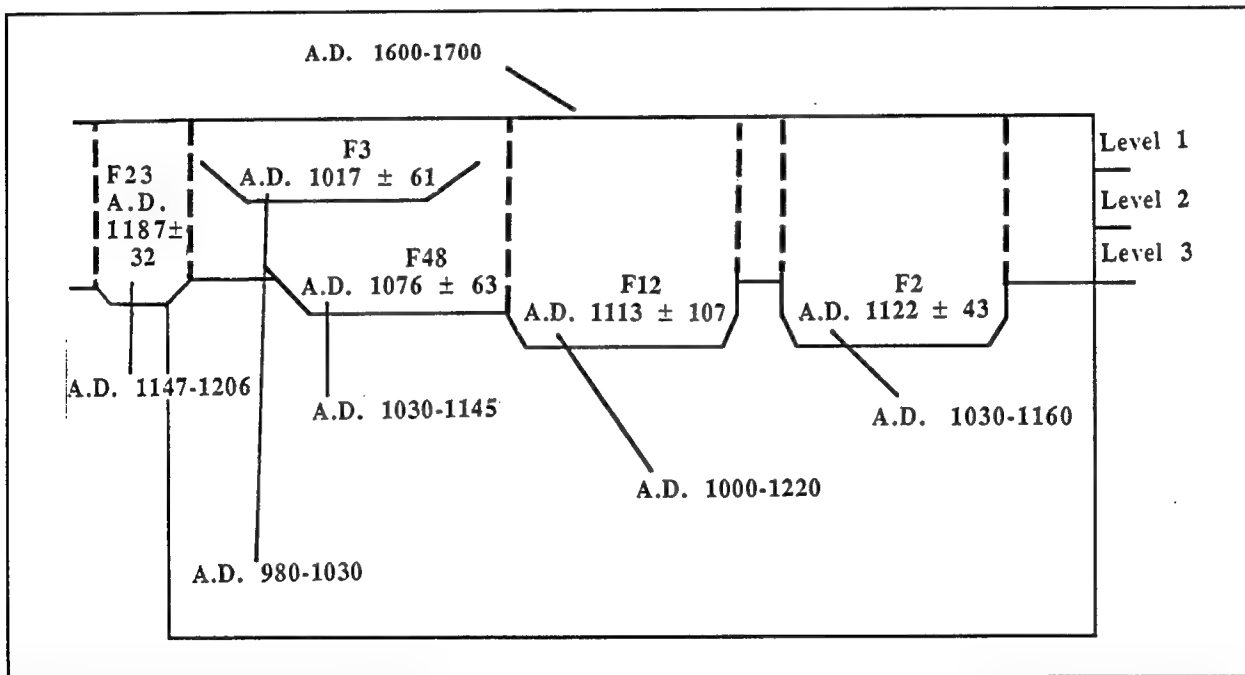 A.D. 1600-1700
Level 1
Level 2
Level 3
F23
A.D.
1187±
32
F3
A.D. 1017 ± 61
F48
A.D. 1076 ± 63
F12
A.D. 1113 ± 107
F2
A.D. 1122 ± 43
A.D. 1147-1206
A.D. 1030-1145
A.D. 1030-1160
A.D. 1000-1220
A.D. 980-1030